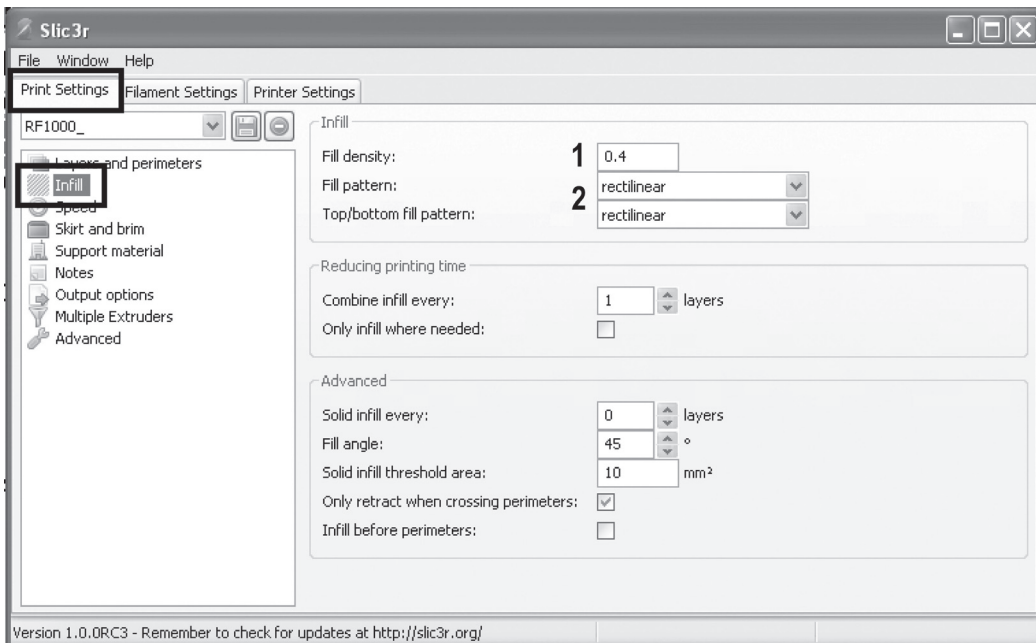 Slic3r
File Window Help
Print Settings Filament Settings Printer Settings
RF1000_
Layers and perimeters
Infill
Speed
Skirt and brim
Support material
Notes
Output options
Multiple Extruders
Advanced
Infill
Fill density: 1 0.4
Fill pattern: rectilinear
2
Top/bottom fill pattern: rectilinear
Reducing printing time
Combine infill every: 1 layers
Only infill where needed:
Advanced
Solid infill every: 0 layers
Fill angle: 45 °
Solid infill threshold area: 10 mm²
Only retract when crossing perimeters:
Infill before perimeters:
Version 1.0.0RC3 - Remember to check for updates at http://slic3r.org/